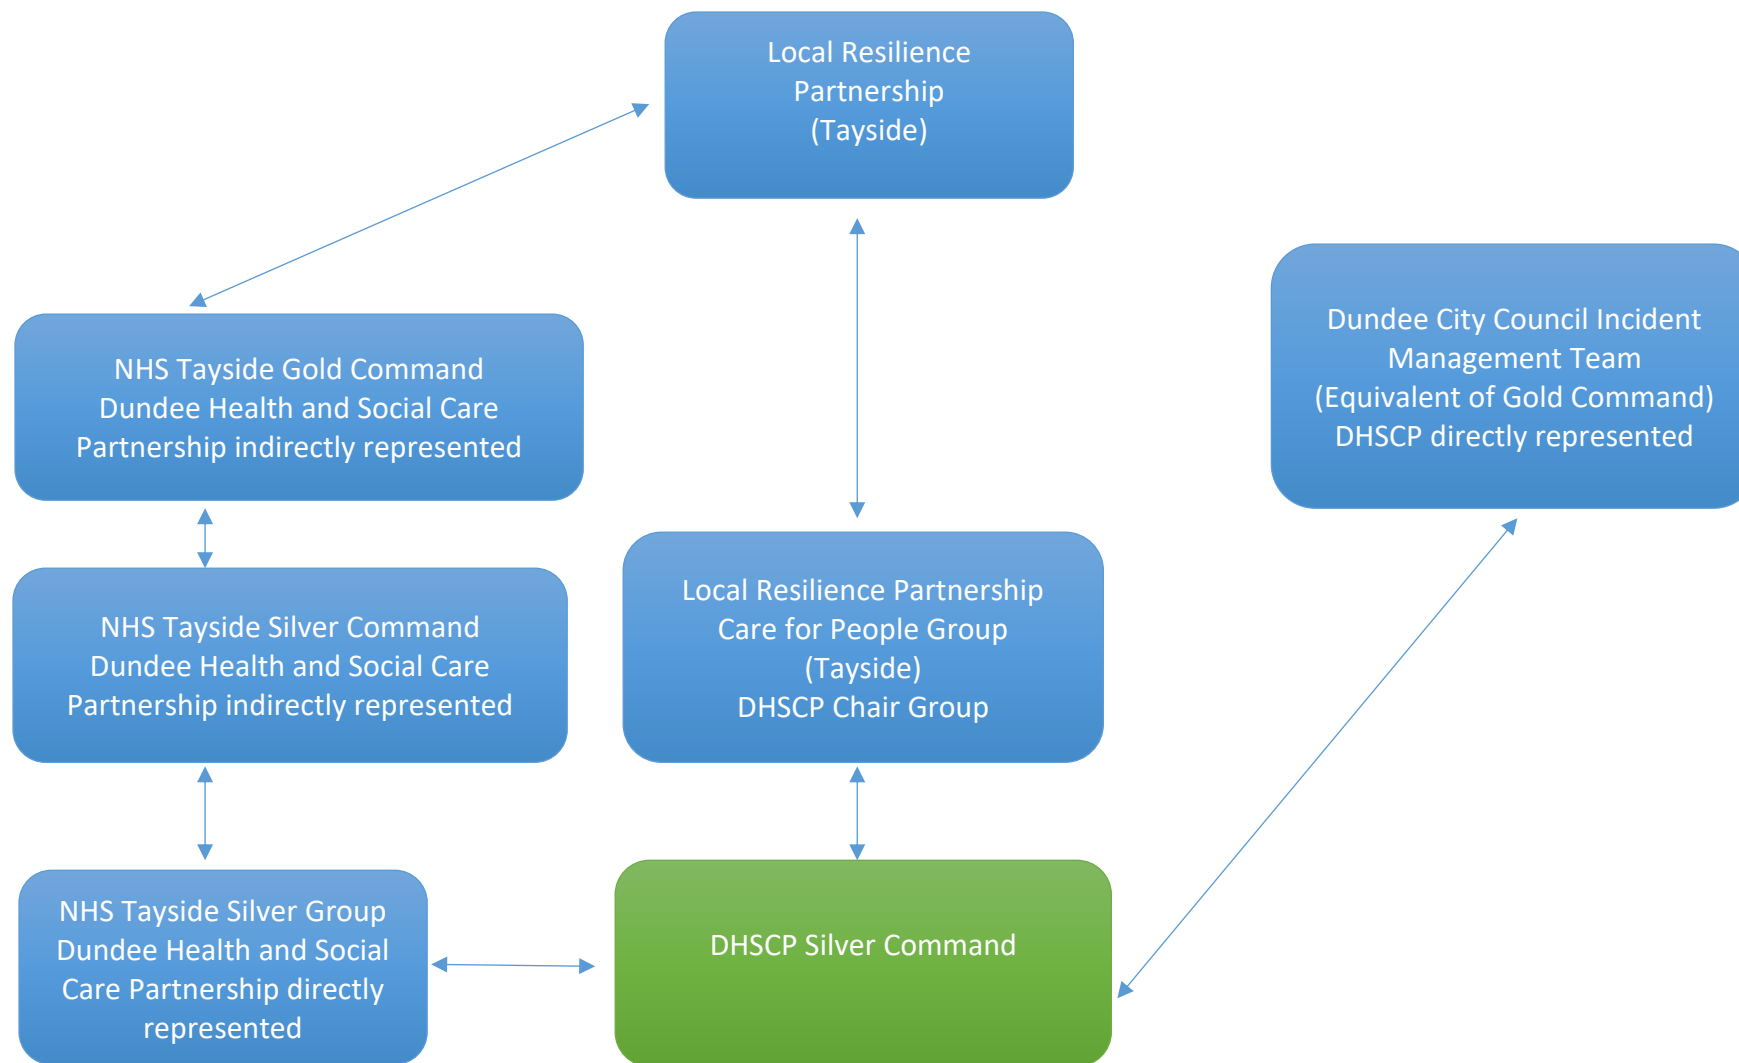 Local Resilience
Partnership
(Tayside)
Dundee City Council Incident
Management Team
(Equivalent of Gold Command)
DHSCP directly represented
NHS Tayside Gold Command
Dundee Health and Social Care
Partnership indirectly represented
NHS Tayside Silver Command
Dundee Health and Social Care
Partnership indirectly represented
Local Resilience Partnership
Care for People Group
(Tayside)
DHSCP Chair Group
NHS Tayside Silver Group
Dundee Health and Social
Care Partnership directly
represented
DHSCP Silver Command